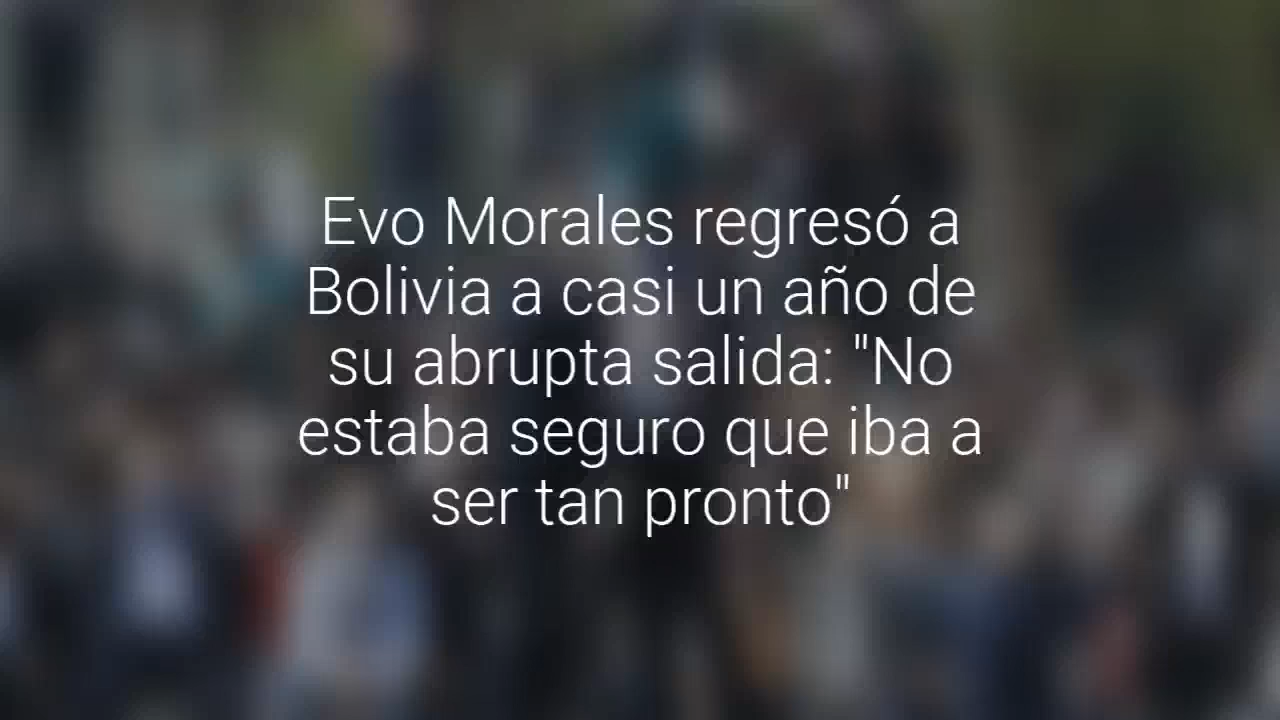 Evo Morales regresó a
Bolivia a casi un año de
su abrupta salida: "No
estaba seguro que iba a
ser tan pronto"